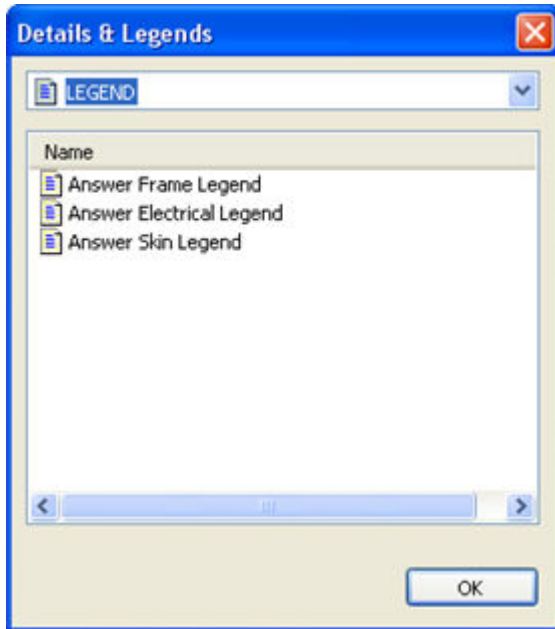 Details & Legends
LEGEND
Name
Answer Frame Legend
Answer Electrical Legend
Answer Skin Legend
OK